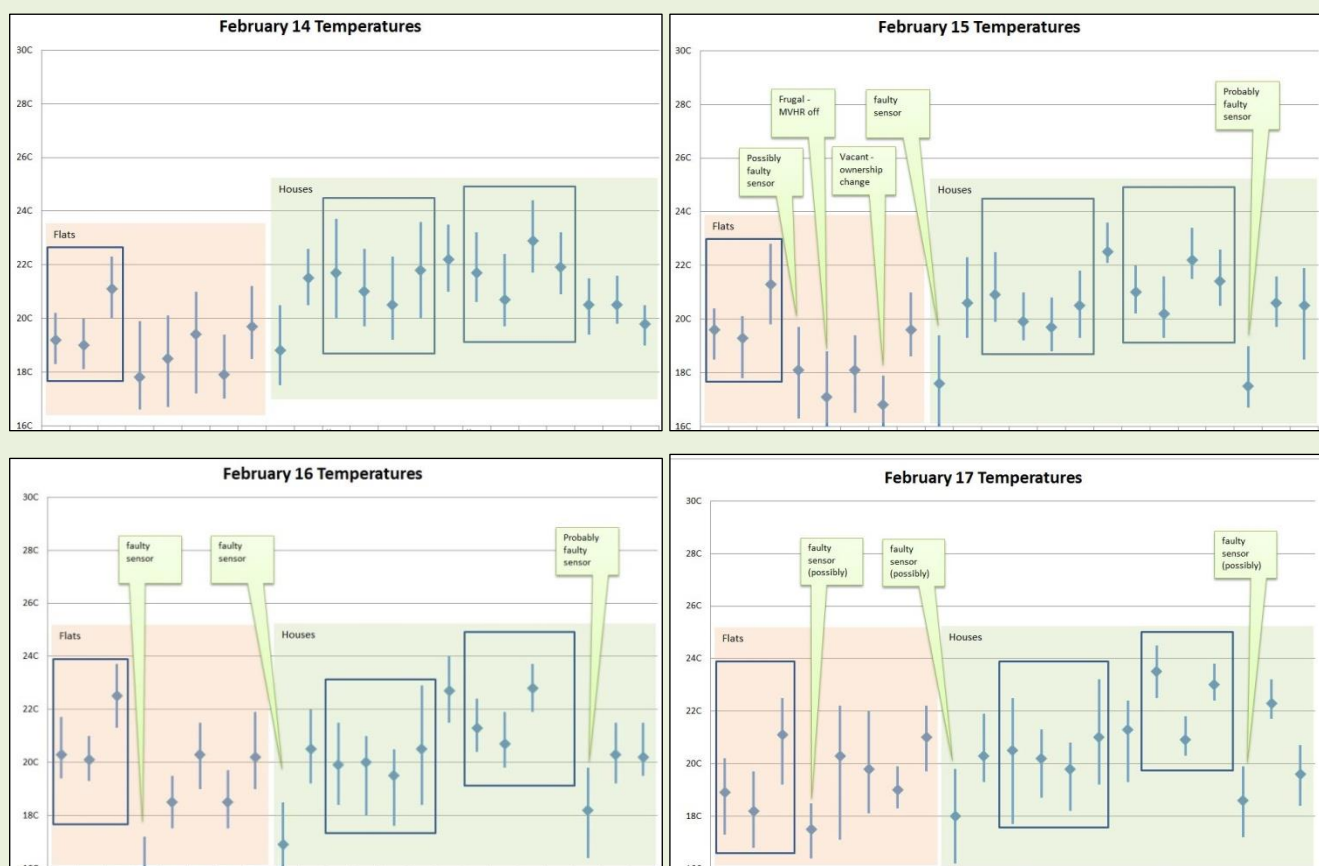 February 14 Temperatures
30C
28C
26C
24C
22C
20C
18C
16C
Flats
Houses
February 15 Temperatures
30C
28C
26C
24C
22C
20C
18C
16C
Flats
Houses
Possibly
faulty
sensor
Frugal -
MVHR off
Vacant -
ownership
change
faulty
sensor
Probably
faulty
sensor
February 16 Temperatures
30C
28C
26C
24C
22C
20C
18C
Flats
Houses
faulty
sensor
faulty
sensor
Probably
faulty
sensor
February 17 Temperatures
30C
28C
26C
24C
22C
20C
18C
Flats
Houses
faulty
sensor
(possibly)
faulty
sensor
(possibly)
faulty
sensor
(possibly)